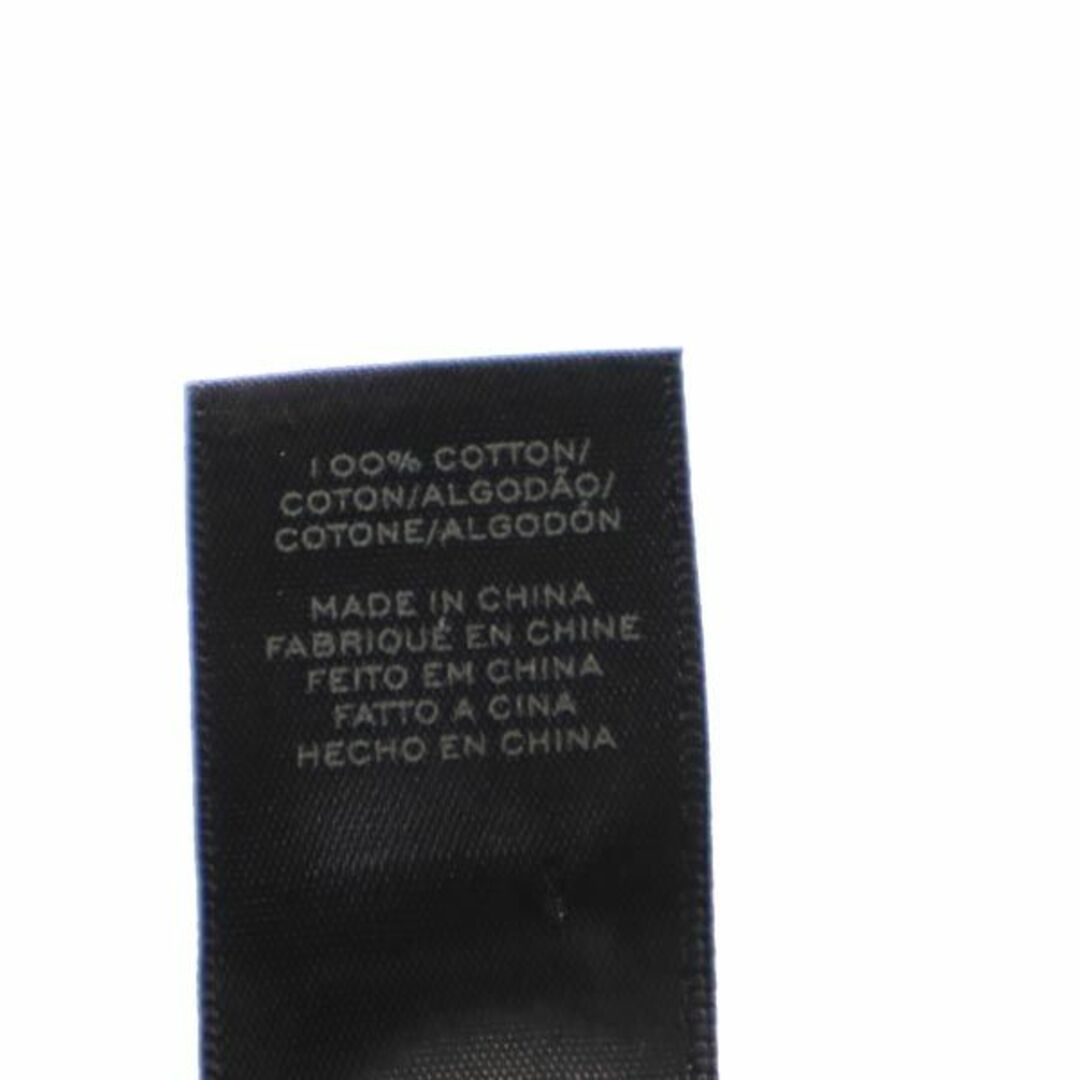 100% COTTON/
COTON/ALGODÃO/
COTONE/ALGODÓN
MADE IN CHINA
FABRIQUÉ EN CHINE
FEITO EM CHINA
FATTO A CINA
HECHO EN CHINA